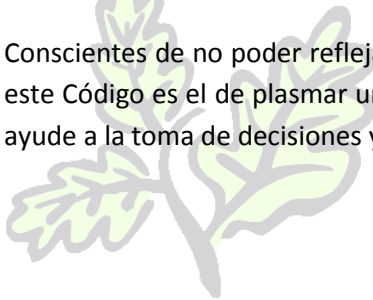 Conscientes de no poder
este Código es el de plasmar
ayude a la toma de decisiones y